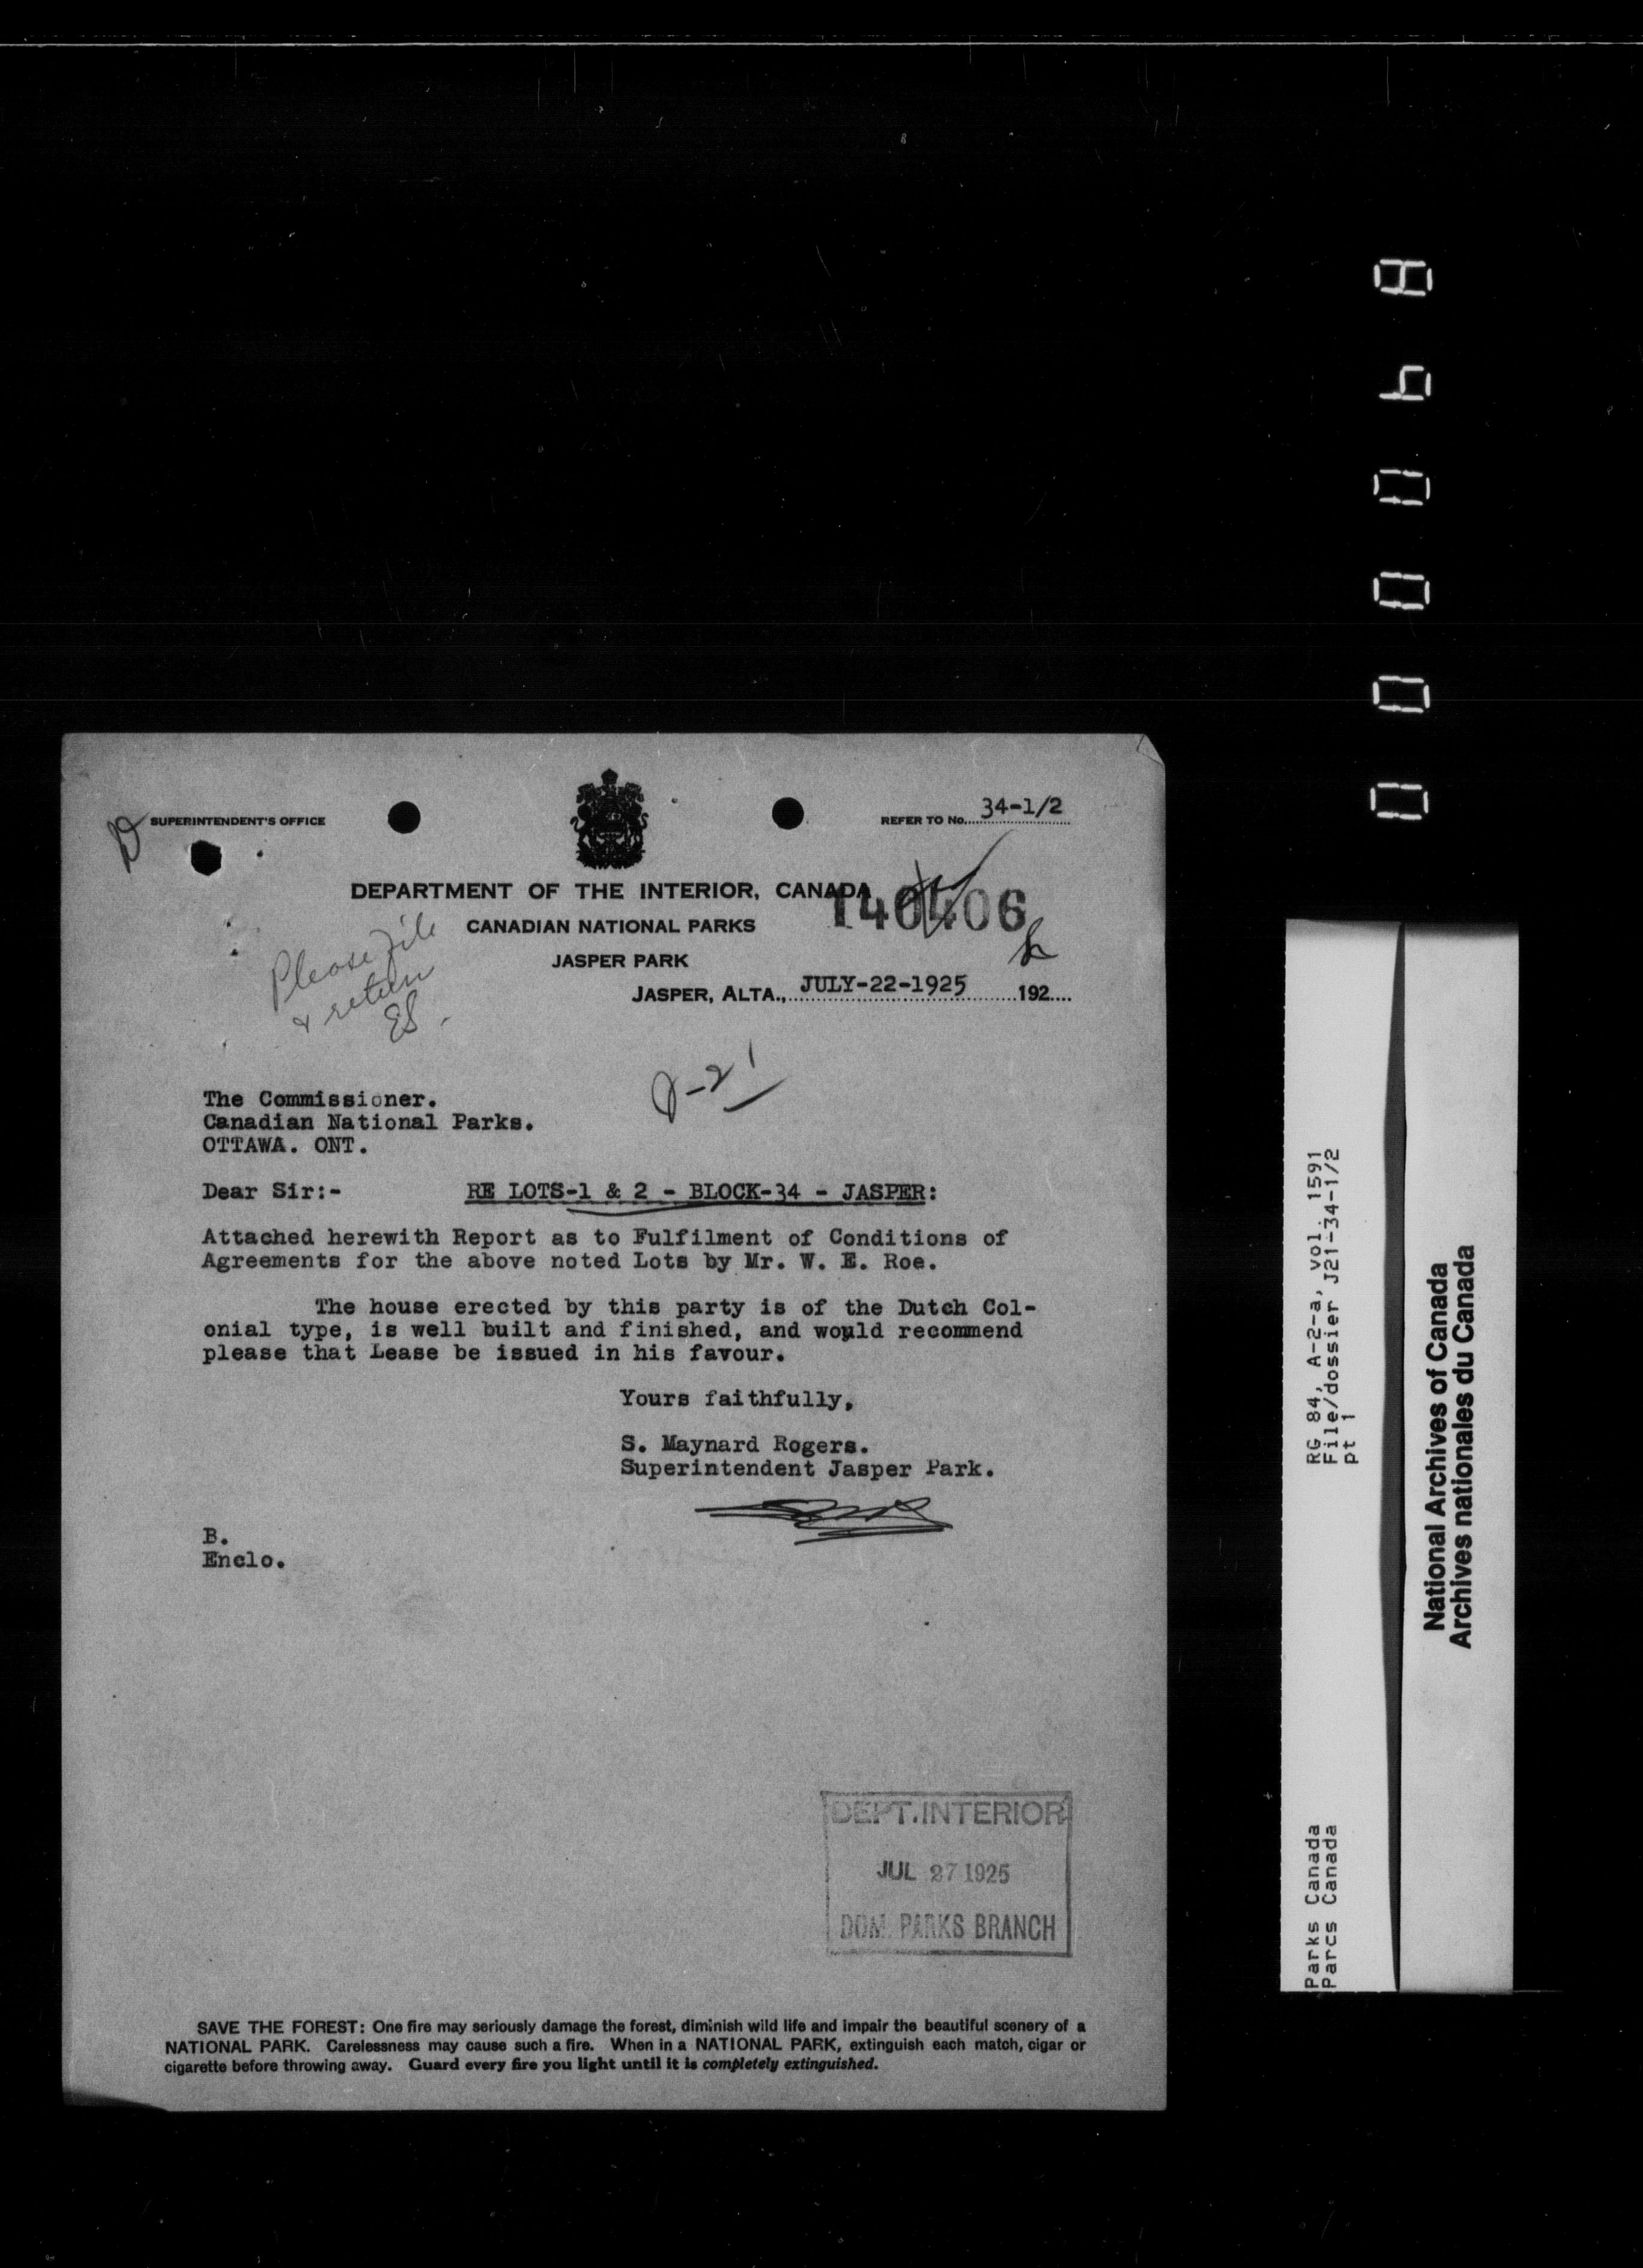 SUPERINTENDENT'S OFFICE
REFER TO No. 34-1/2
DEPARTMENT OF THE INTERIOR, CANADA
CANADIAN NATIONAL PARKS
JASPER PARK
JASPER, ALTA., JULY-22-1925 192
Please file
& return
ES.
The Commissioner.
Canadian National Parks.
OTTAWA. ONT.
Dear Sir:- RE LOTS-1 & 2 - BLOCK-34 - JASPER:
Attached herewith Report as to Fulfilment of Conditions of
Agreements for the above noted Lots by Mr. W. E. Roe.
The house erected by this party is of the Dutch Col-
onial type, is well built and finished, and would recommend
please that Lease be issued in his favour.
Yours faithfully,
S. Maynard Rogers.
Superintendent Jasper Park.
B.
Enclo.
DEPT. INTERIOR
JUL 27 1925
DOM. PARKS BRANCH
SAVE THE FOREST: One fire may seriously damage the forest, diminish wild life and impair the beautiful scenery of a
NATIONAL PARK. Carelessness may cause such a fire. When in a NATIONAL PARK, extinguish each match, cigar or
cigarette before throwing away. Guard every fire you light until it is completely extinguished.
RG 84, A-2-a, vol. 1591
File/dossier J21-34-1/2
pt 1
Parks Canada
Parcs Canada
National Archives of Canada
Archives nationales du Canada